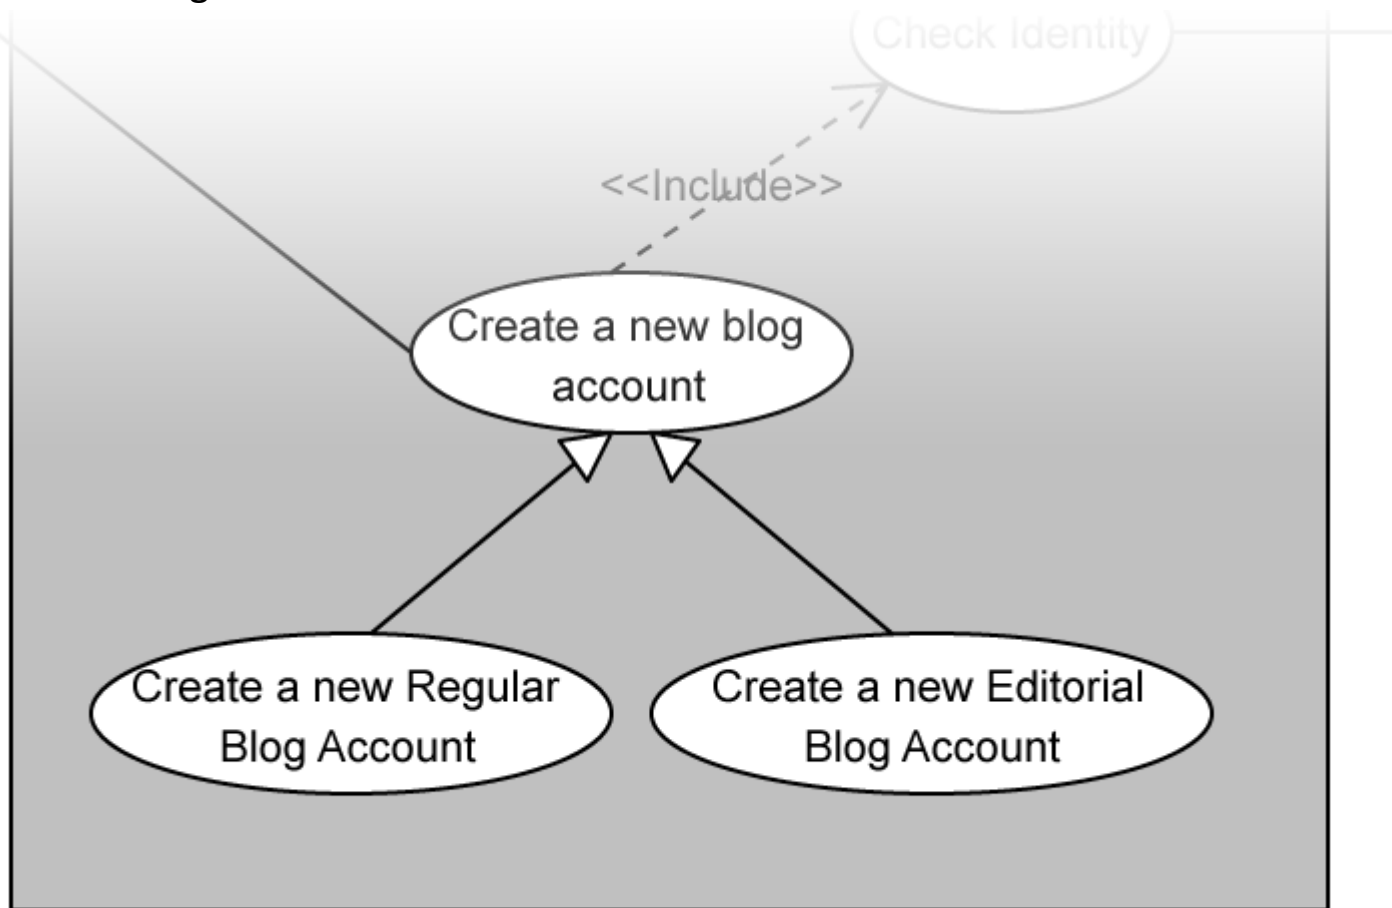 Check Identity
<<Include>>
Create a new blog
account
Create a new Regular
Blog Account
Create a new Editorial
Blog Account